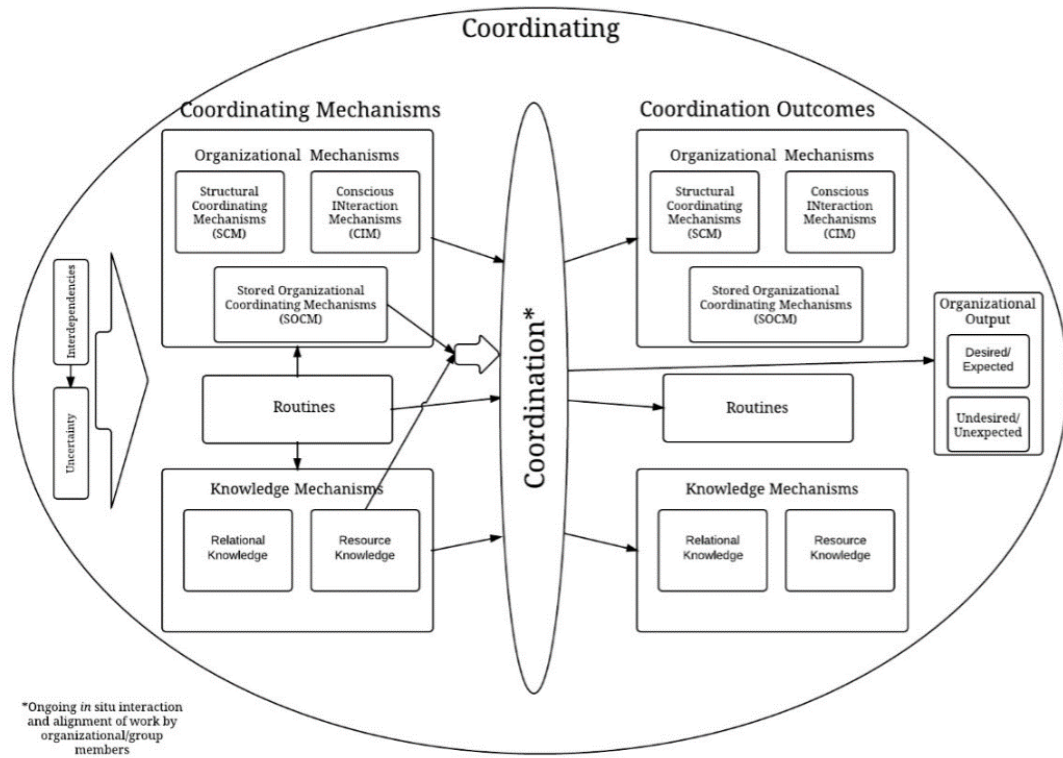 Coordinating
Coordinating Mechanisms
Organizational Mechanisms
Structural
Coordinating
Mechanisms
(SCM)
Conscious
INteraction
Mechanisms
(CIM)
Stored Organizational
Coordinating Mechanisms
(SOCM)
Interdependencies
Uncertainty
Routines
Knowledge Mechanisms
Relational
Knowledge
Resource
Knowledge
Coordination*
Coordination Outcomes
Organizational Mechanisms
Structural
Coordinating
Mechanisms
(SCM)
Conscious
INteraction
Mechanisms
(CIM)
Stored Organizational
Coordinating Mechanisms
(SOCM)
Routines
Knowledge Mechanisms
Relational
Knowledge
Resource
Knowledge
Organizational
Output
Desired/
Expected
Undesired/
Unexpected
*Ongoing in situ interaction
and alignment of work by
organizational/group
members